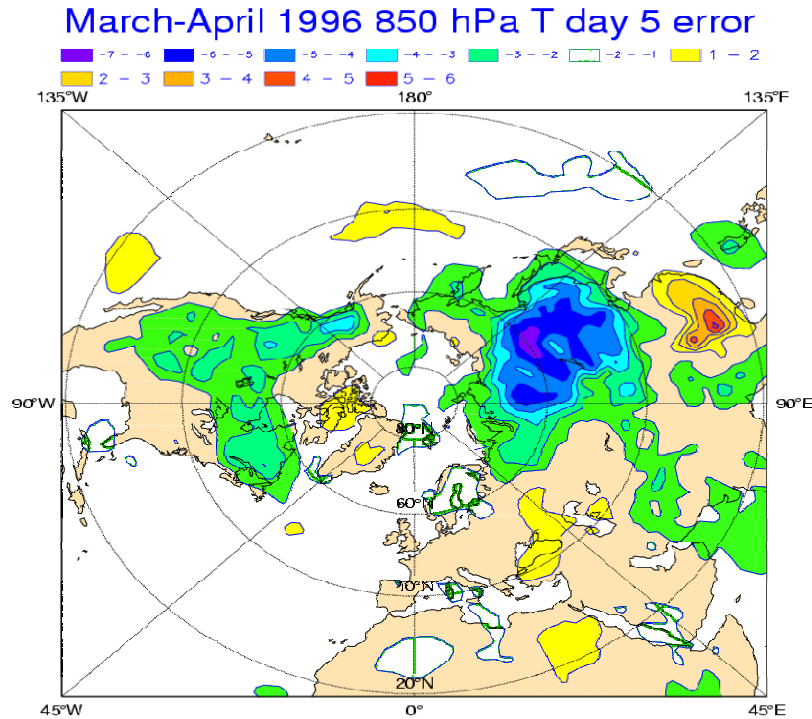 March-April 1996 850 hPa T day 5 error
-7 - -6 -6 - -5 -5 - -4 -4 - -3 -3 - -2 -2 - -1 1 - 2
2 - 3 3 - 4 4 - 5 5 - 6
135°W 180° 135°E
90°W 90°E
80°N
60°N
40°N
20°N
45°W 0° 45°E